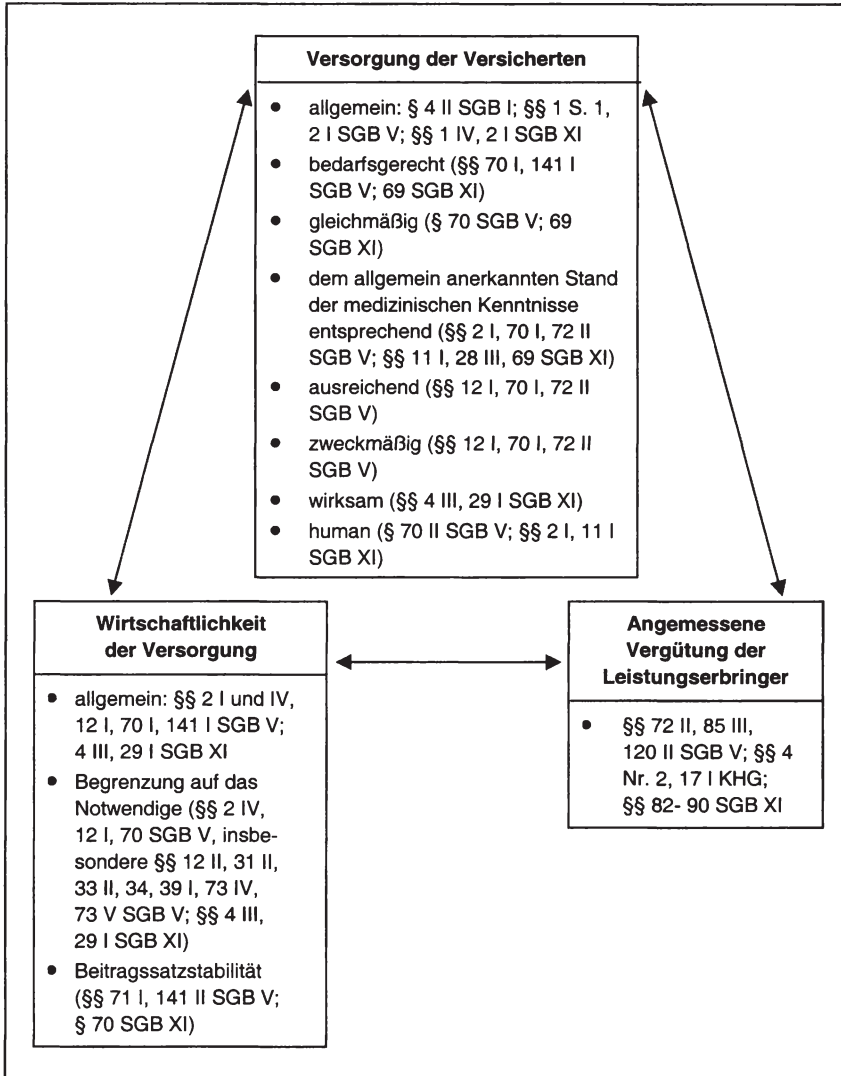 Versorgung der Versicherten
• allgemein: § 4 II SGB I; §§ 1 S. 1,
2 I SGB V; §§ 1 IV, 2 I SGB XI
• bedarfsgerecht (§§ 70 I, 141 I
SGB V; 69 SGB XI)
• gleichmäßig (§ 70 SGB V; 69
SGB XI)
• dem allgemein anerkannten Stand
der medizinischen Kenntnisse
entsprechend (§§ 2 I, 70 I, 72 II
SGB V; §§ 11 I, 28 III, 69 SGB XI)
• ausreichend (§§ 12 I, 70 I, 72 II
SGB V)
• zweckmäßig (§§ 12 I, 70 I, 72 II
SGB V)
• wirksam (§§ 4 III, 29 I SGB XI)
• human (§ 70 II SGB V; §§ 2 I, 11 I
SGB XI)
Wirtschaftlichkeit
der Versorgung
• allgemein: §§ 2 I und IV,
12 I, 70 I, 141 I SGB V;
4 III, 29 I SGB XI
• Begrenzung auf das
Notwendige (§§ 2 IV,
12 I, 70 SGB V, insbe-
sondere §§ 12 II, 31 II,
33 II, 34, 39 I, 73 IV,
73 V SGB V; §§ 4 III,
29 I SGB XI)
• Beitragssatzstabilität
(§§ 71 I, 141 II SGB V;
§ 70 SGB XI)
Angemessene
Vergütung der
Leistungserbringer
• §§ 72 II, 85 III,
120 II SGB V; §§ 4
Nr. 2, 17 I KHG;
§§ 82- 90 SGB XI